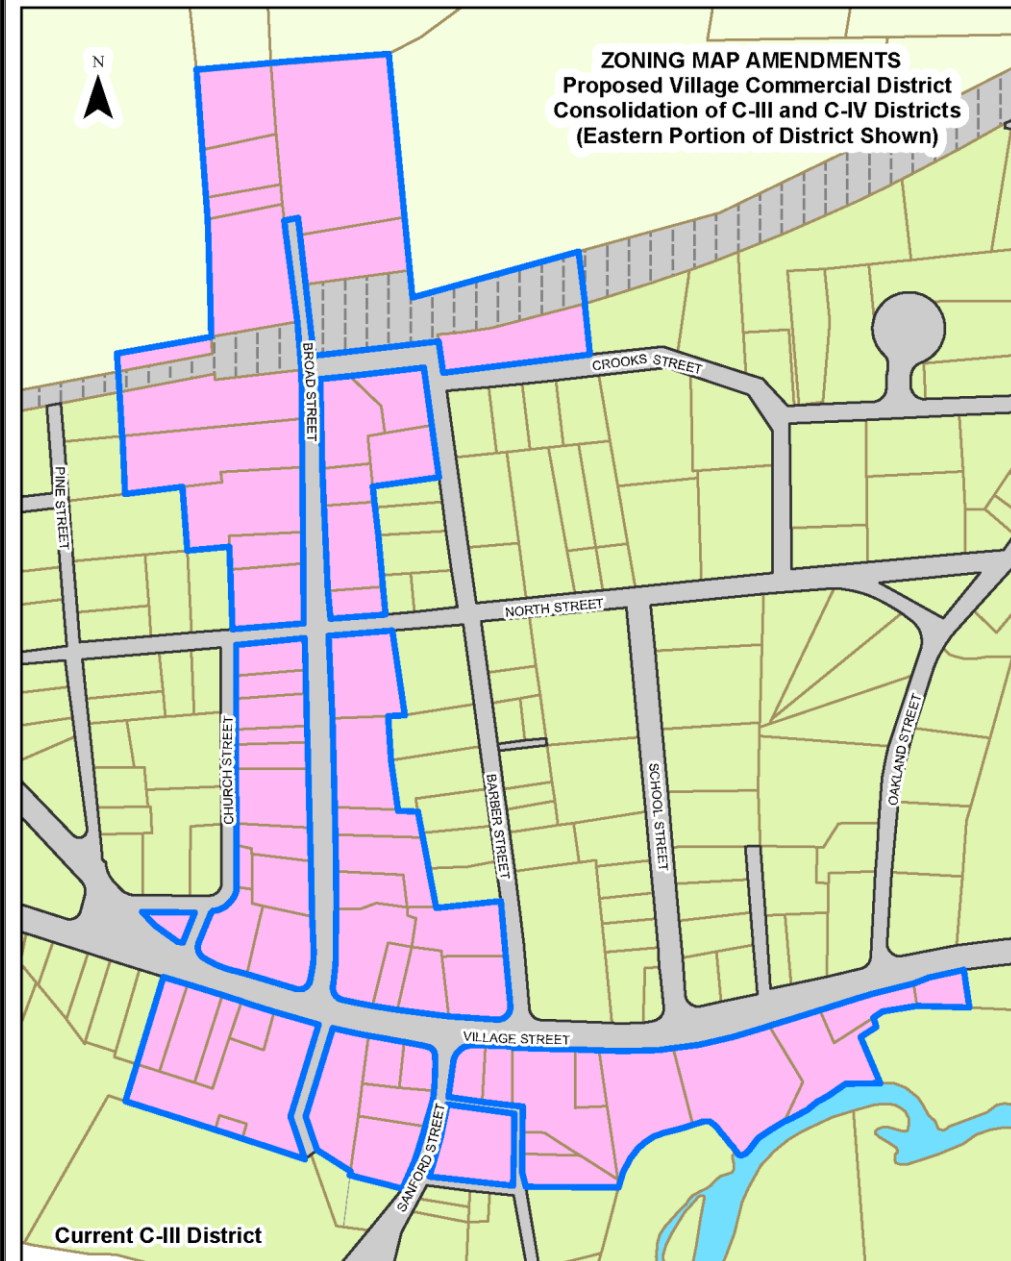 N
ZONING MAP AMENDMENTS
Proposed Village Commercial District
Consolidation of C-III and C-IV Districts
(Eastern Portion of District Shown)
BROAD STREET
CROOKS STREET
PINE STREET
NORTH STREET
CHURCH STREET
BARBER STREET
SCHOOL STREET
OAKLAND STREET
VILLAGE STREET
SANFORD STREET
Current C-III District